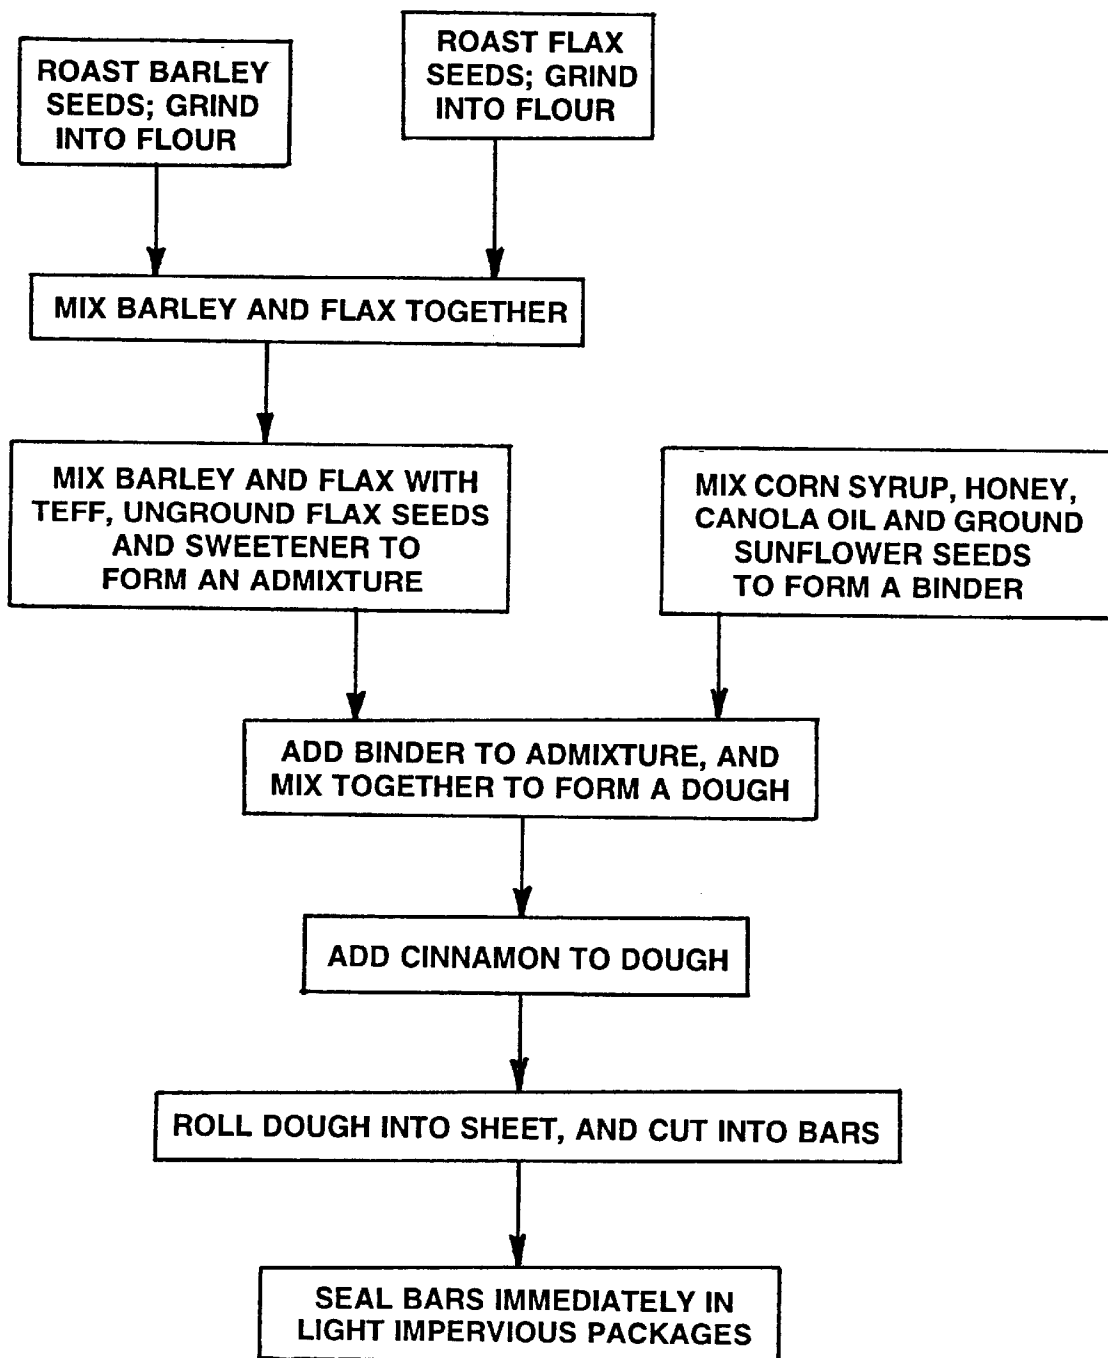 ROAST BARLEY
SEEDS; GRIND
INTO FLOUR
ROAST FLAX
SEEDS; GRIND
INTO FLOUR
MIX BARLEY AND FLAX TOGETHER
MIX BARLEY AND FLAX WITH
TEFF, UNGROUND FLAX SEEDS
AND SWEETENER TO
FORM AN ADMIXTURE
MIX CORN SYRUP, HONEY,
CANOLA OIL AND GROUND
SUNFLOWER SEEDS
TO FORM A BINDER
ADD BINDER TO ADMIXTURE, AND
MIX TOGETHER TO FORM A DOUGH
ADD CINNAMON TO DOUGH
ROLL DOUGH INTO SHEET, AND CUT INTO BARS
SEAL BARS IMMEDIATELY IN
LIGHT IMPERVIOUS PACKAGES